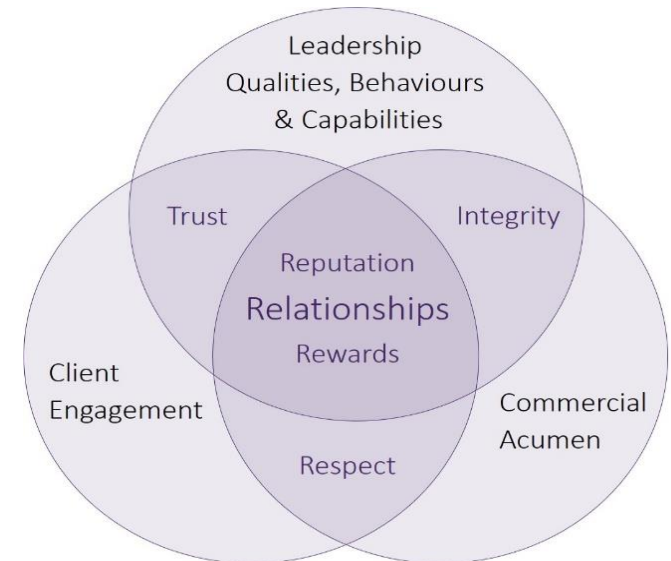 Leadership
Qualities, Behaviours
& Capabilities
Trust
Integrity
Reputation
Relationships
Rewards
Client
Engagement
Commercial
Acumen
Respect